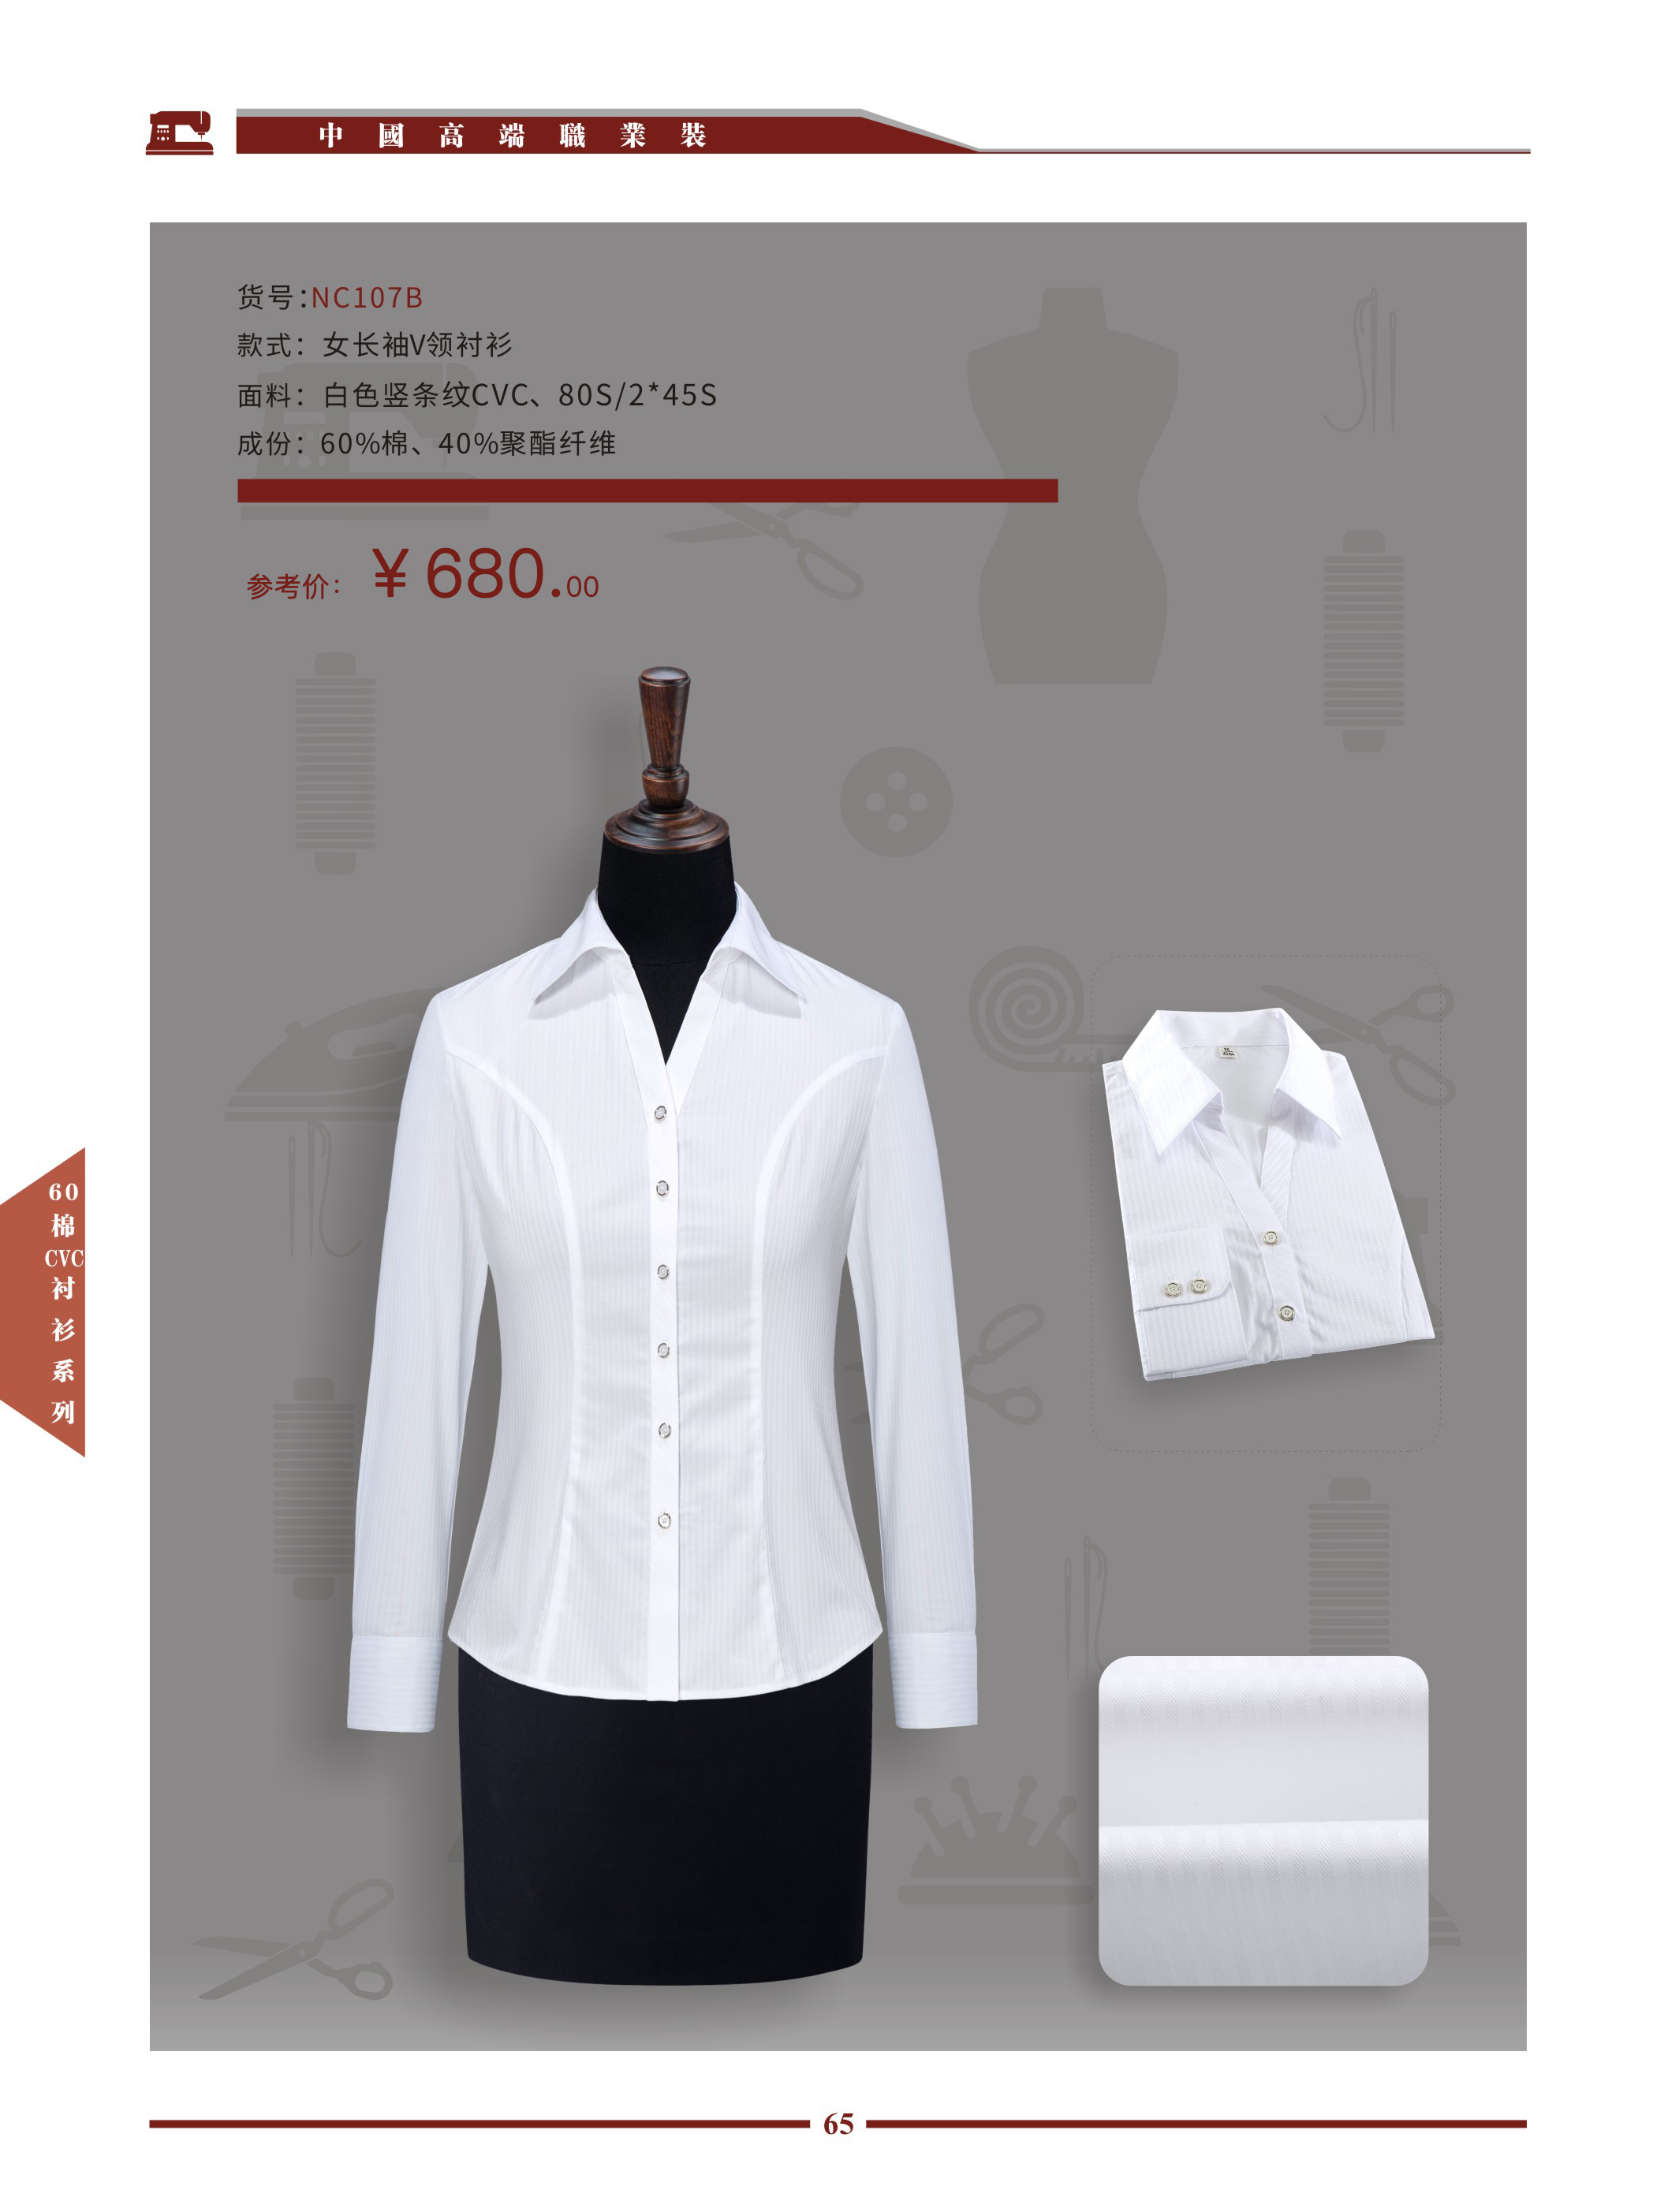 中國高端職業裝
货号:NC107B
款式：女长袖V领衬衫
面料：白色竖条纹CVC、80S/2*45S
成份：60%棉、40%聚酯纤维
参考价： ¥680.00
60
棉
CVC
衬
衫
系
列
65